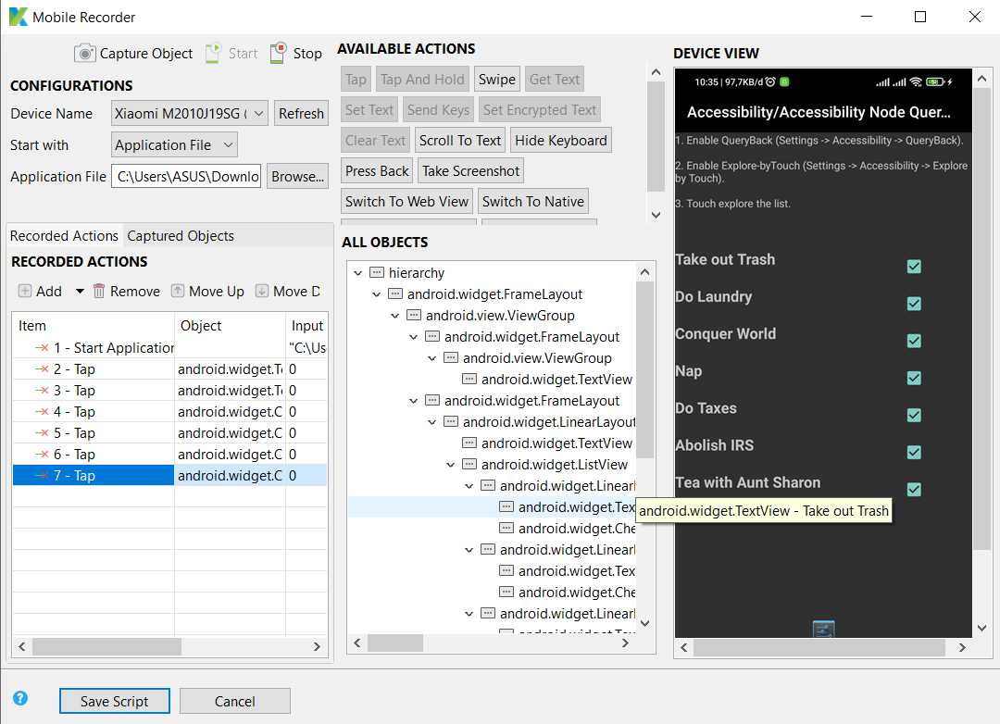 Mobile Recorder
Capture Object
Start
Stop
CONFIGURATIONS
Device Name
Xiaomi M2010J19SG (
Refresh
Start with
Application File
Application File
C:\Users\ASUS\Downlo
Browse...
Recorded Actions
Captured Objects
RECORDED ACTIONS
Add
Remove
Move Up
Move D
Item Object Input
1 - Start Application "C:\Us
2 - Tap android.widget.Te 0
3 - Tap android.widget.Te 0
4 - Tap android.widget.C 0
5 - Tap android.widget.C 0
6 - Tap android.widget.C 0
7 - Tap android.widget.C 0
AVAILABLE ACTIONS
Tap
Tap And Hold
Swipe
Get Text
Set Text
Send Keys
Set Encrypted Text
Clear Text
Scroll To Text
Hide Keyboard
Press Back
Take Screenshot
Switch To Web View
Switch To Native
ALL OBJECTS
hierarchy
android.widget.FrameLayout
android.view.ViewGroup
android.widget.FrameLayout
android.view.ViewGroup
android.widget.TextView
android.widget.FrameLayout
android.widget.LinearLayout
android.widget.TextView
android.widget.ListView
android.widget.Linearl
android.widget.Tex
android.widget.Che
android.widget.Linearl
android.widget.Tex
android.widget.Che
android.widget.Linearl
android.widget.TextView - Take out Trash
DEVICE VIEW
10:35 | 97,7KB/d
Accessibility/Accessibility Node Quer...
1. Enable QueryBack (Settings -> Accessibility -> QueryBack).
2. Enable Explore-byTouch (Settings -> Accessibility -> Explore
by Touch).
3. Touch explore the list.
Take out Trash
Do Laundry
Conquer World
Nap
Do Taxes
Abolish IRS
Tea with Aunt Sharon
?
Save Script
Cancel